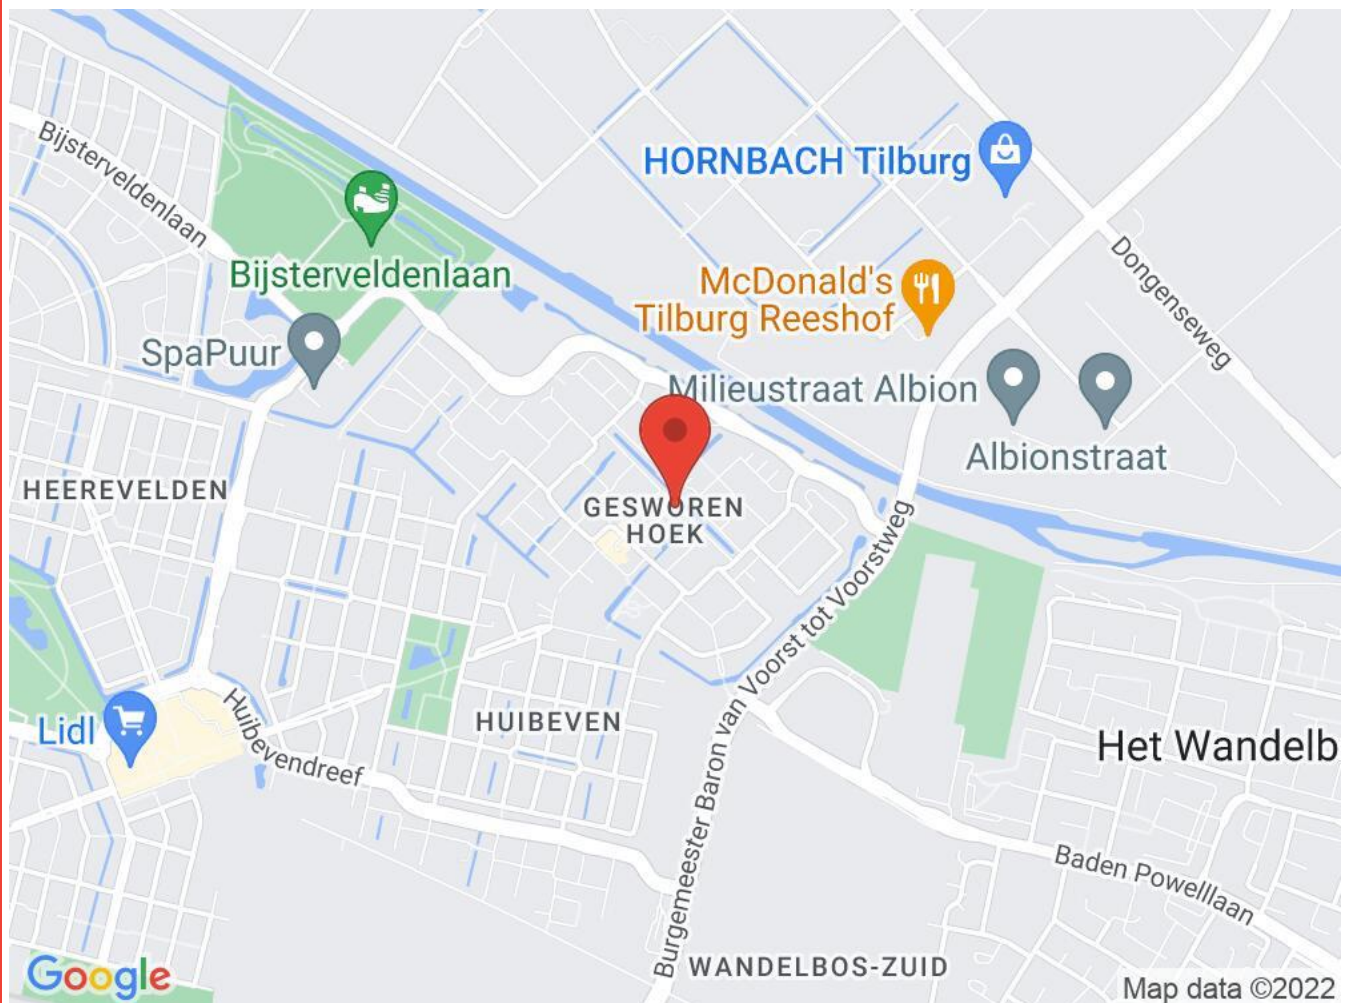 Bijsterveldenlaan
HORNBACH Tilburg
Bijsterveldenlaan
McDonald's
Tilburg Reeshof
Dongenseweg
SpaPuur
Milieustraat Albion
Albionstraat
HEEREVELDEN
GESWOREN
HOEK
Burgemeester Baron van Voorst tot Voorstweg
Lidl
Huibevendreef
HUIBEVEN
Het Wandelb
Baden Powelllaan
WANDELBOS-ZUID
Google
Map data ©2022